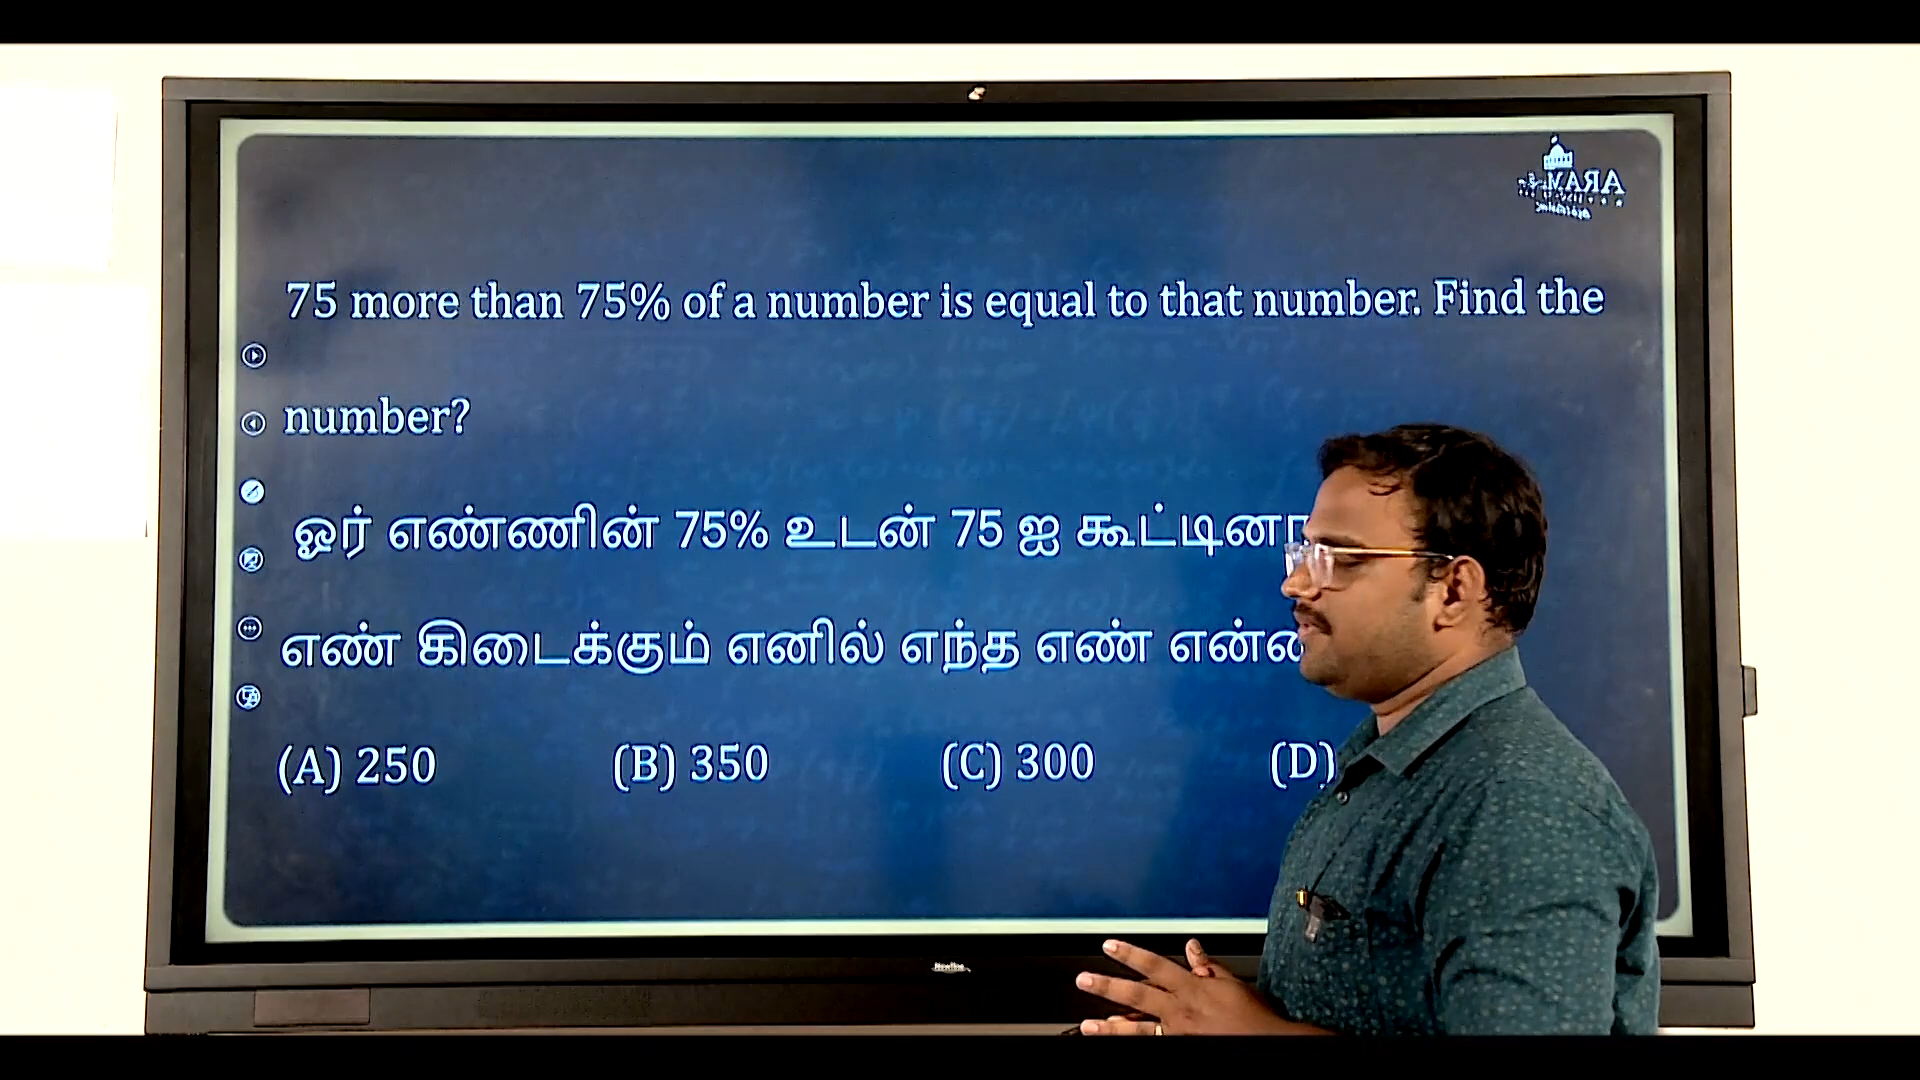 ARAM
75 more than 75% of a number is equal to that number. Find the
number?
ஓர் எண்ணின் 75% உடன் 75 ஐ
எண் கிடைக்கும் எனில் எந்த எண்
(A) 250 (B) 350 (C) 300 (D)